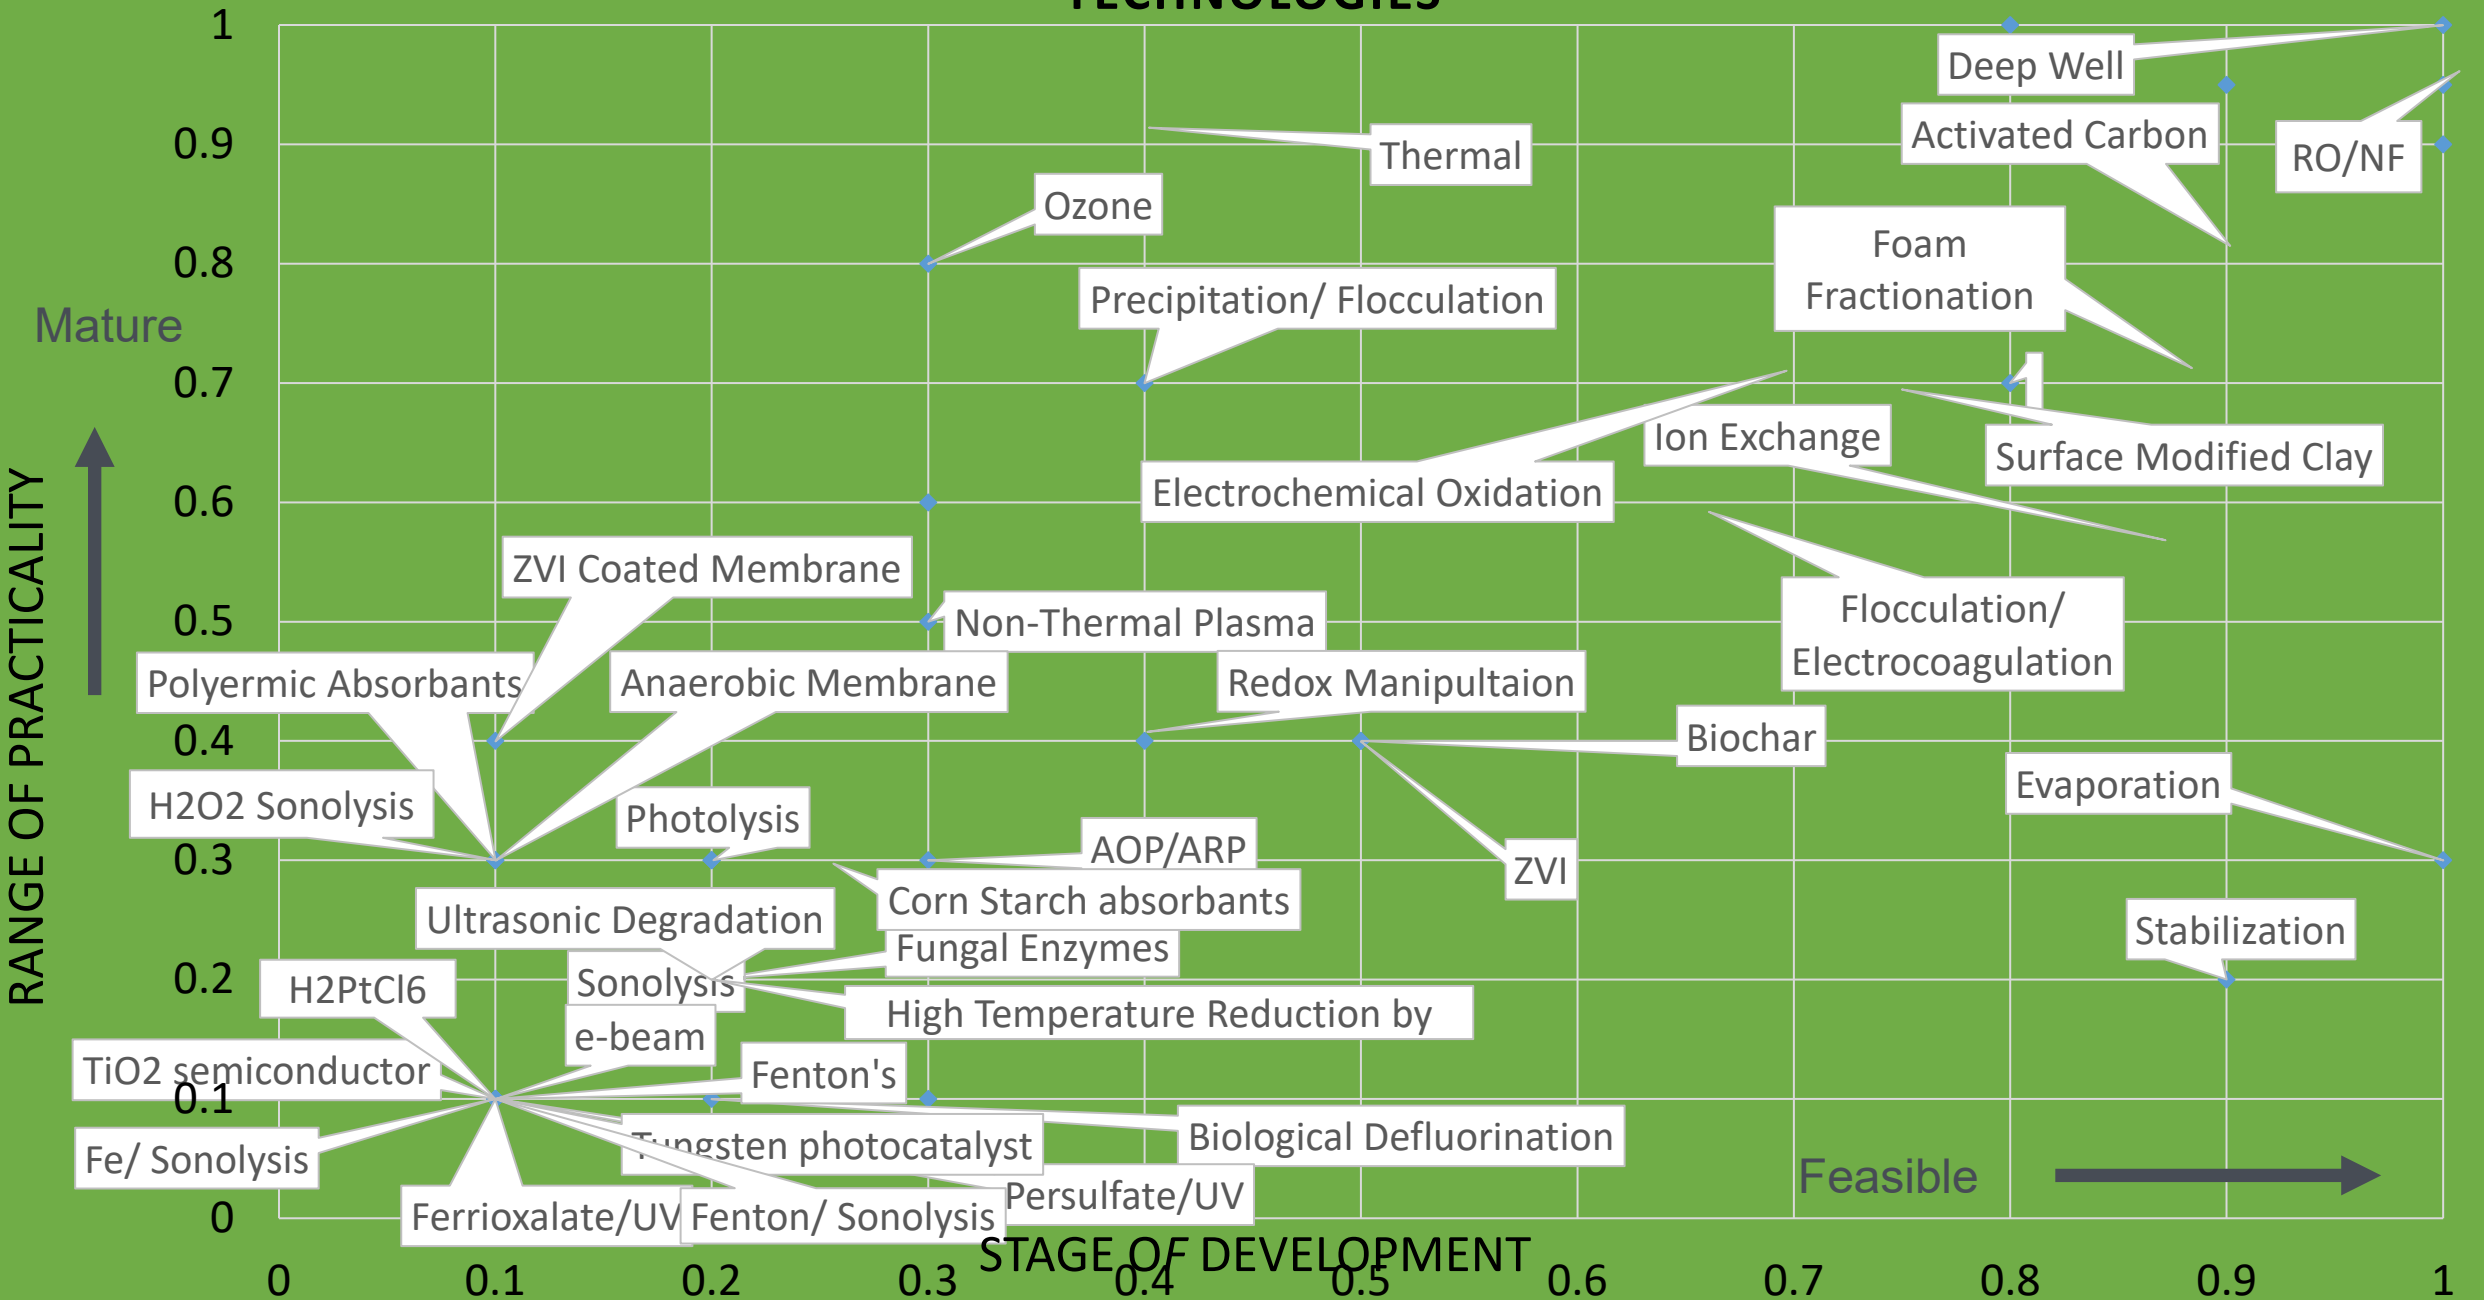 TECHNOLOGIES
1
Deep Well
0.9
Thermal
Activated Carbon
RO/NF
Ozone
0.8
Foam
Fractionation
Precipitation/ Flocculation
Mature
0.7
Ion Exchange
Surface Modified Clay
Electrochemical Oxidation
0.6
ZVI Coated Membrane
0.5
Non-Thermal Plasma
Flocculation/
Electrocoagulation
Polyermic Absorbants
Anaerobic Membrane
Redox Manipultaion
RANGE OF PRACTICALITY
0.4
Biochar
Evaporation
H2O2 Sonolysis
Photolysis
0.3
AOP/ARP
ZVI
Corn Starch absorbants
Ultrasonic Degradation
Stabilization
Fungal Enzymes
0.2
H2PtCl6
Sonolysis
High Temperature Reduction by
e-beam
TiO2 semiconductor
Fenton's
0.1
Biological Defluorination
Tungsten photocatalyst
Fe/ Sonolysis
Feasible
Persulfate/UV
0
Ferrioxalate/UV
Fenton/ Sonolysis
STAGE OF DEVELOPMENT
0 0.1 0.2 0.3 0.4 0.5 0.6 0.7 0.8 0.9 1